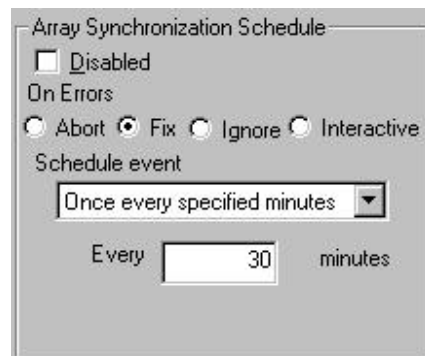 Array Synchronization Schedule
Disabled
On Errors
Abort Fix Ignore Interactive
Schedule event
Once every specified minutes
Every 30 minutes